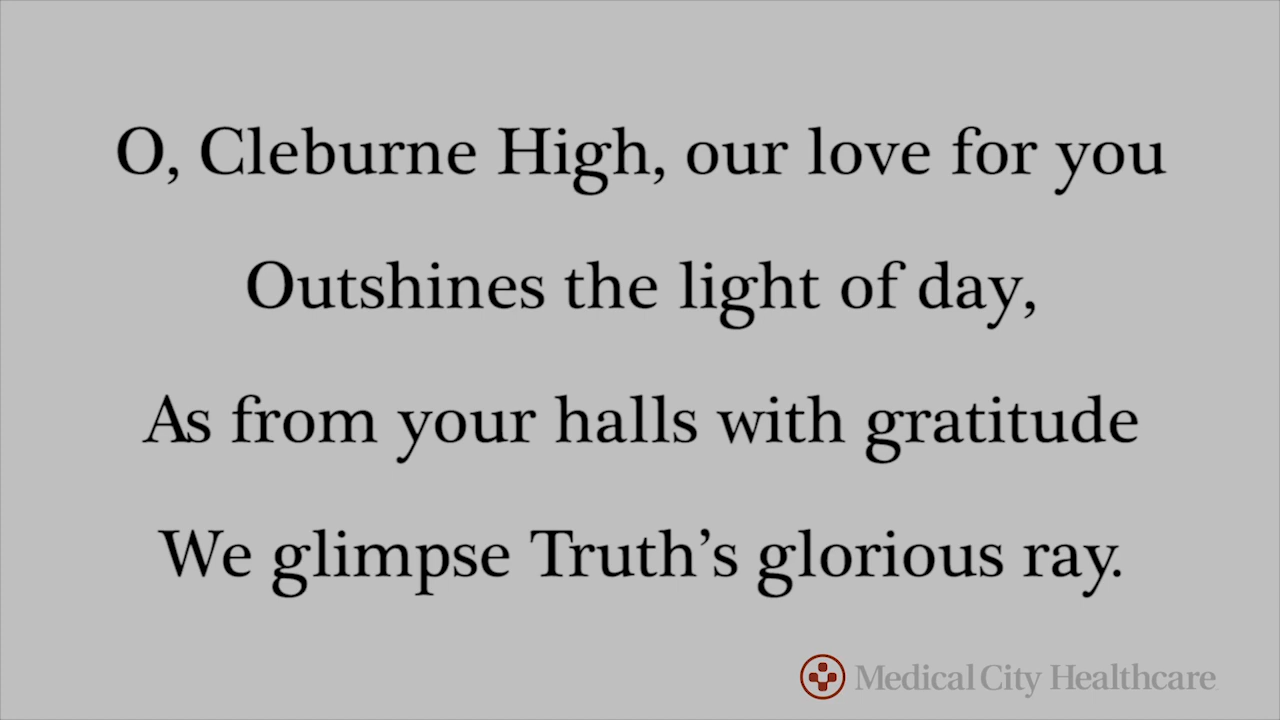 O, Cleburne High, our love for you
Outshines the light of day,
As from your halls with gratitude
We glimpse Truth’s glorious ray.
Medical City Healthcare